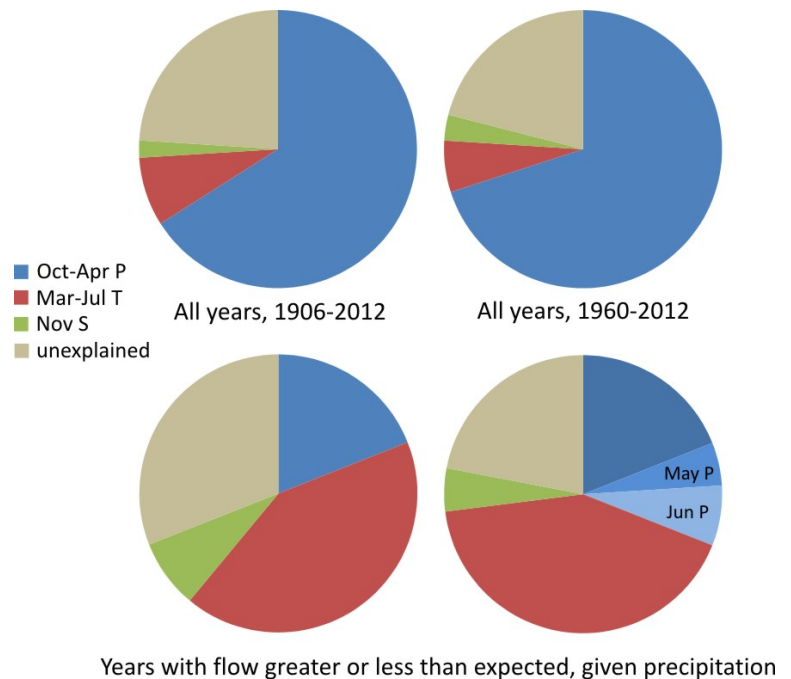 Oct-Apr P
Mar-Jul T
Nov S
unexplained
All years, 1906-2012
All years, 1960-2012
May P
Jun P
Years with flow greater or less than expected, given precipitation